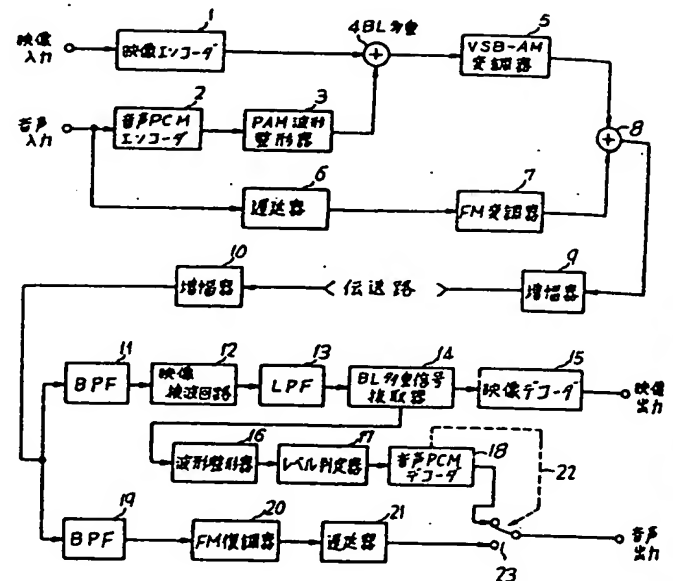 映像
入力
1
映像エンコーダ
4 BL多重
+
5
VSB-AM
変調器
音声
入力
2
音声PCM
エンコーダ
3
PAM波形
整形器
8
+
6
遅延器
7
FM変調器
10
増幅器
伝送路
9
増幅器
11
BPF
12
映像
検波回路
13
LPF
14
BL多重信号
抜取器
15
映像デコーダ
映像
出力
16
波形整形器
17
レベル判定器
18
音声PCM
デコーダ
22
19
BPF
20
FM復調器
21
遅延器
23
音声
出力